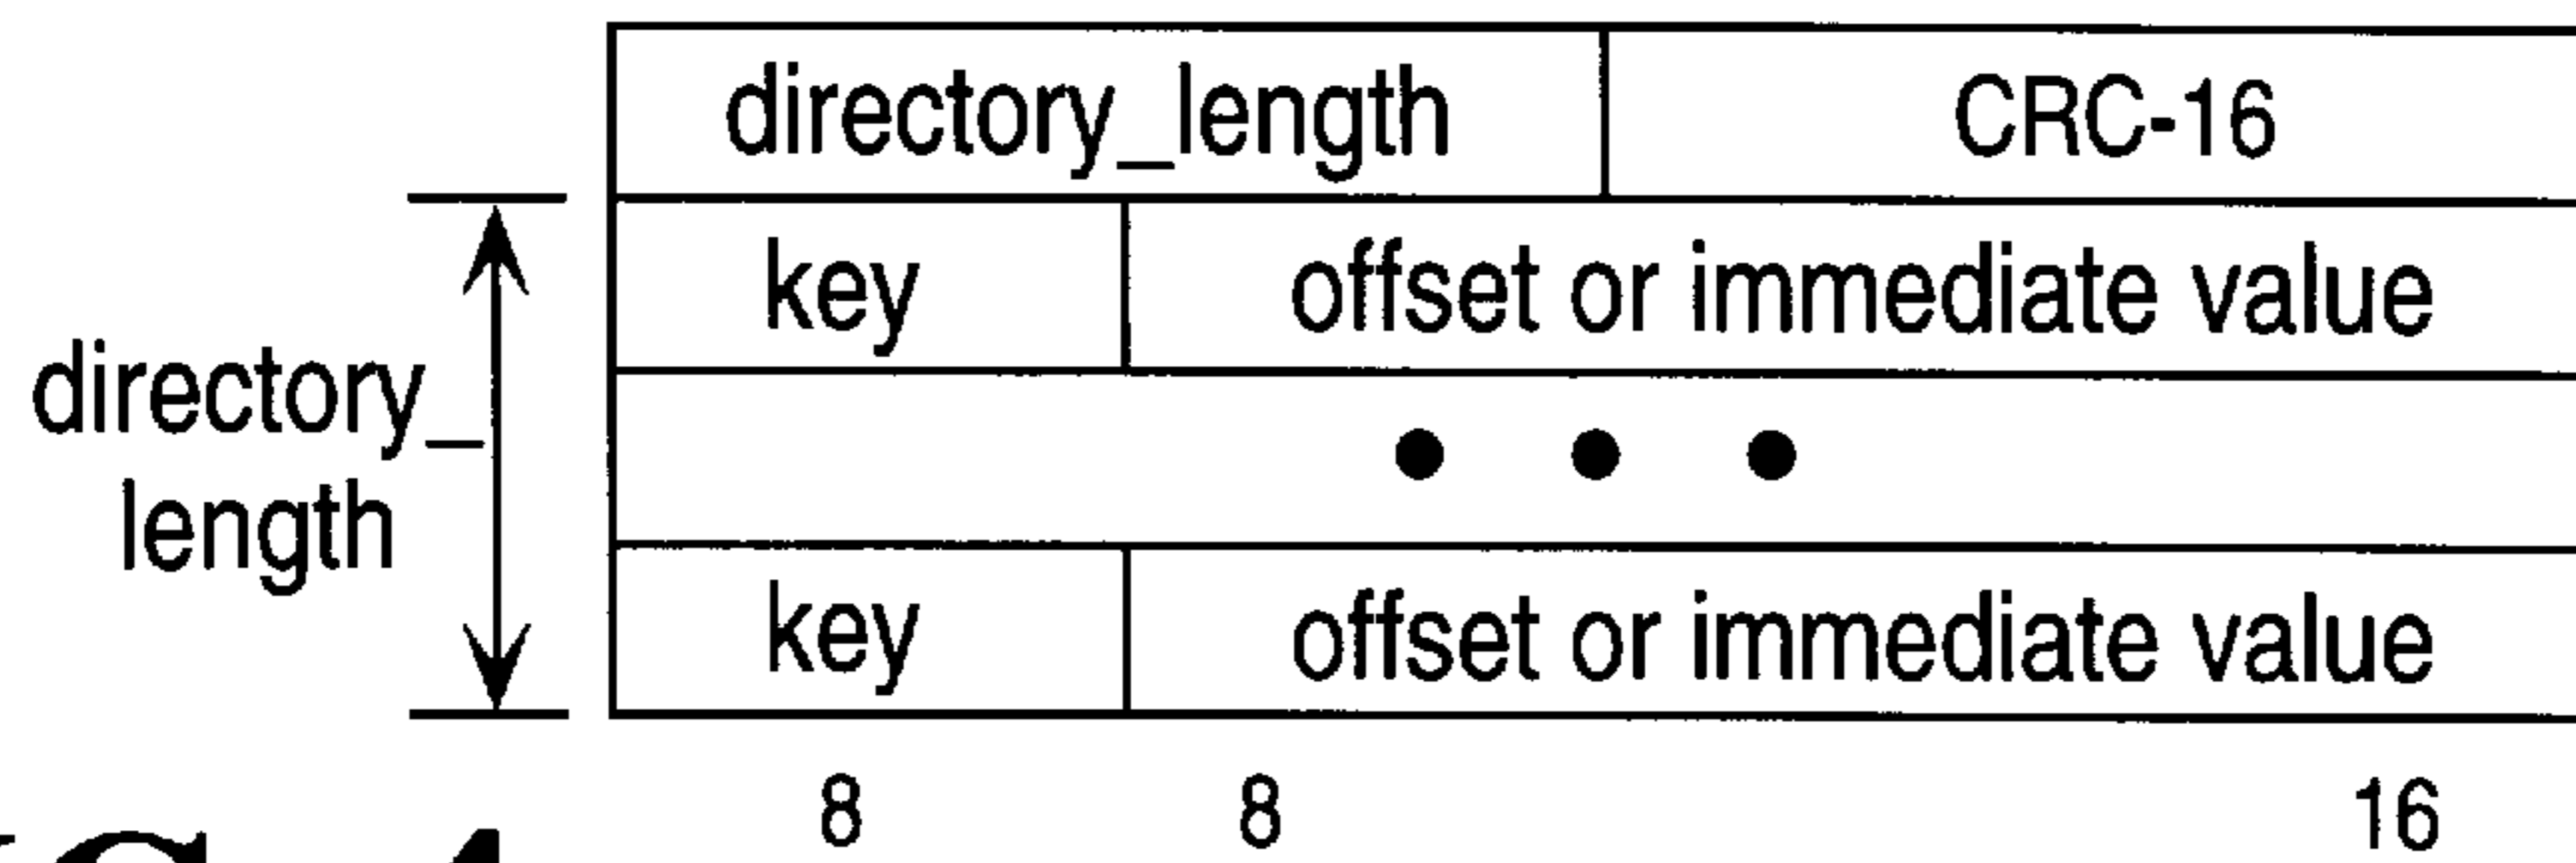 directory_length CRC-16
key offset or immediate value
directory_
length
key offset or immediate value
8 8 16